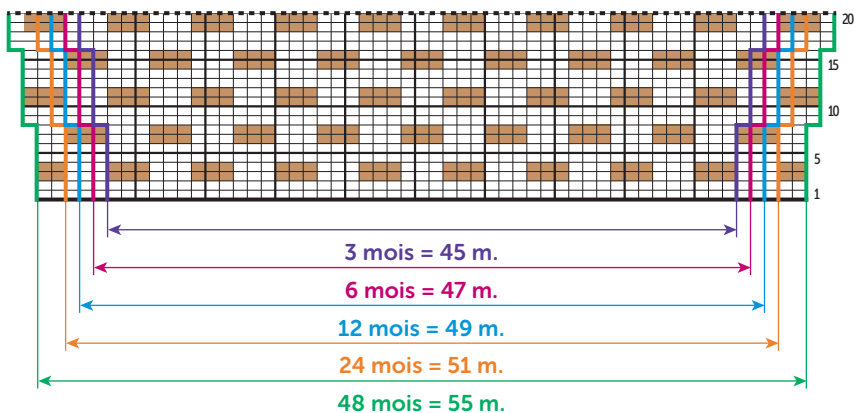 20
15
10
5
1
3 mois = 45 m.
6 mois = 47 m.
12 mois = 49 m.
24 mois = 51 m.
48 mois = 55 m.